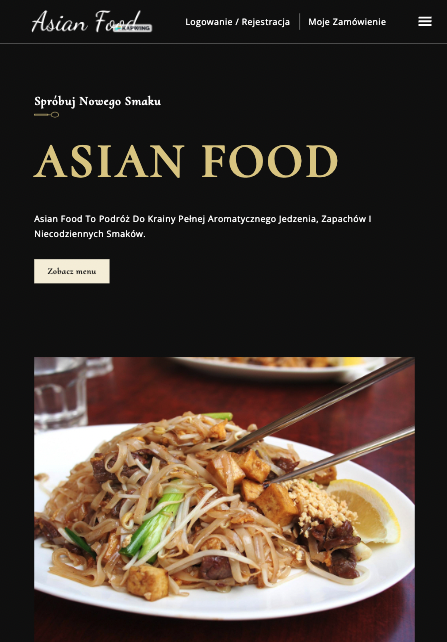 Asian Food
KAPWING
Logowanie / Rejestracja
Moje Zamówienie
Spróbuj Nowego Smaku
ASIAN FOOD
Asian Food To Podróż Do Krainy Pełnej Aromatycznego Jedzenia, Zapachów I
Niecodziennych Smaków.
Zobacz menu